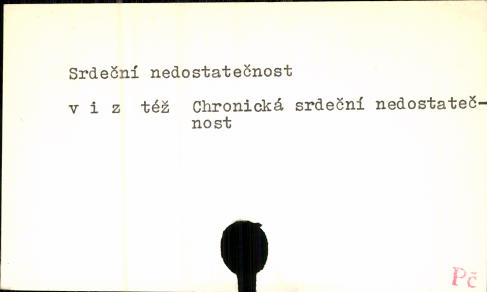 Srdeční nedostatečnost
v i z též Chronická srdeční nedostateč-
nost
Pč